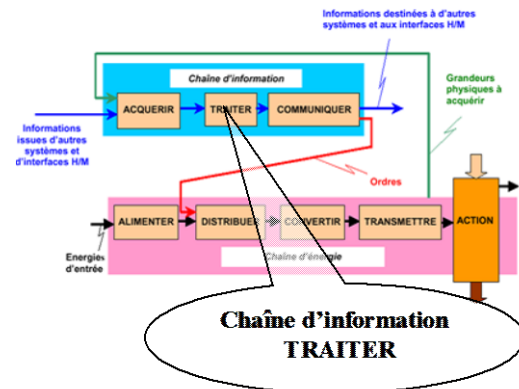 Informations destinées à d'autres
systèmes et aux interfaces H/M
Chaîne d'information
Grandeurs
physiques à
acquérir
ACQUERIR
TRAITER
COMMUNIQUER
Informations
issues d'autres
systèmes et
d'interfaces H/M
Ordres
ALIMENTER
DISTRIBUER
CONVERTIR
TRANSMETTRE
ACTION
Energies
d'entrée
Chaîne d'énergie
Chaîne d'information
TRAITER